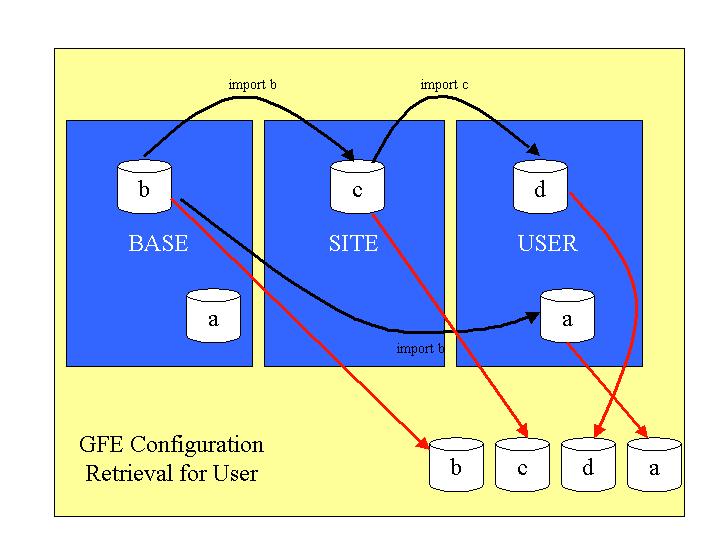 import b
import c
b
c
d
BASE
SITE
USER
a
a
import b
GFE Configuration
Retrieval for User
b
c
d
a